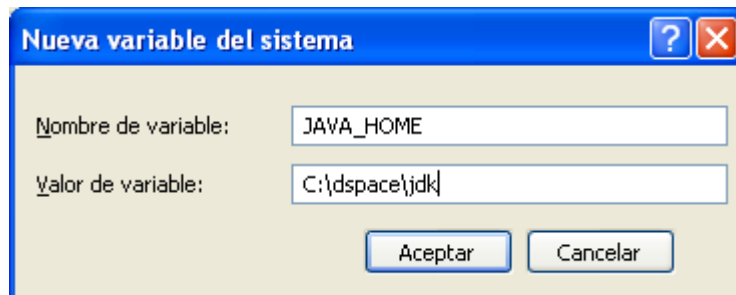 Nueva variable del sistema
Nombre de variable: JAVA_HOME
Valor de variable: C:\dspace\jdk
Aceptar Cancelar